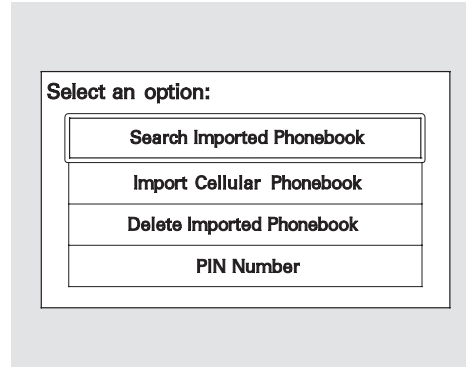 Select an option:
Search Imported Phonebook
Import Cellular Phonebook
Delete Imported Phonebook
PIN Number